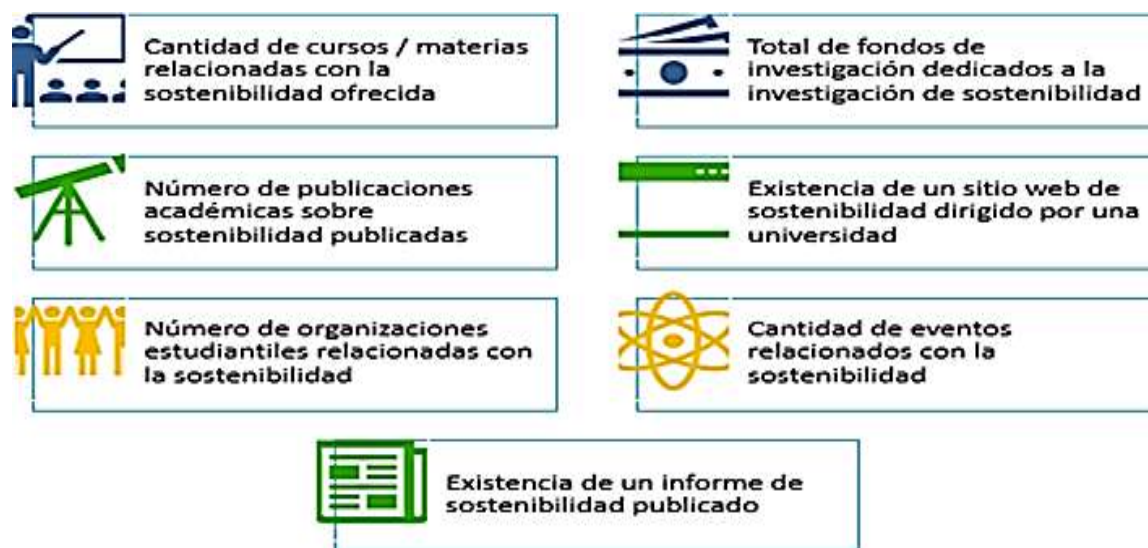 Cantidad de cursos / materias
relacionadas con la
sostenibilidad ofrecida
Total de fondos de
investigación dedicados a la
investigación de sostenibilidad
Número de publicaciones
académicas sobre
sostenibilidad publicadas
Existencia de un sitio web de
sostenibilidad dirigido por una
universidad
Número de organizaciones
estudiantiles relacionadas con
la sostenibilidad
Cantidad de eventos
relacionados con la
sostenibilidad
Existencia de un informe de
sostenibilidad publicado